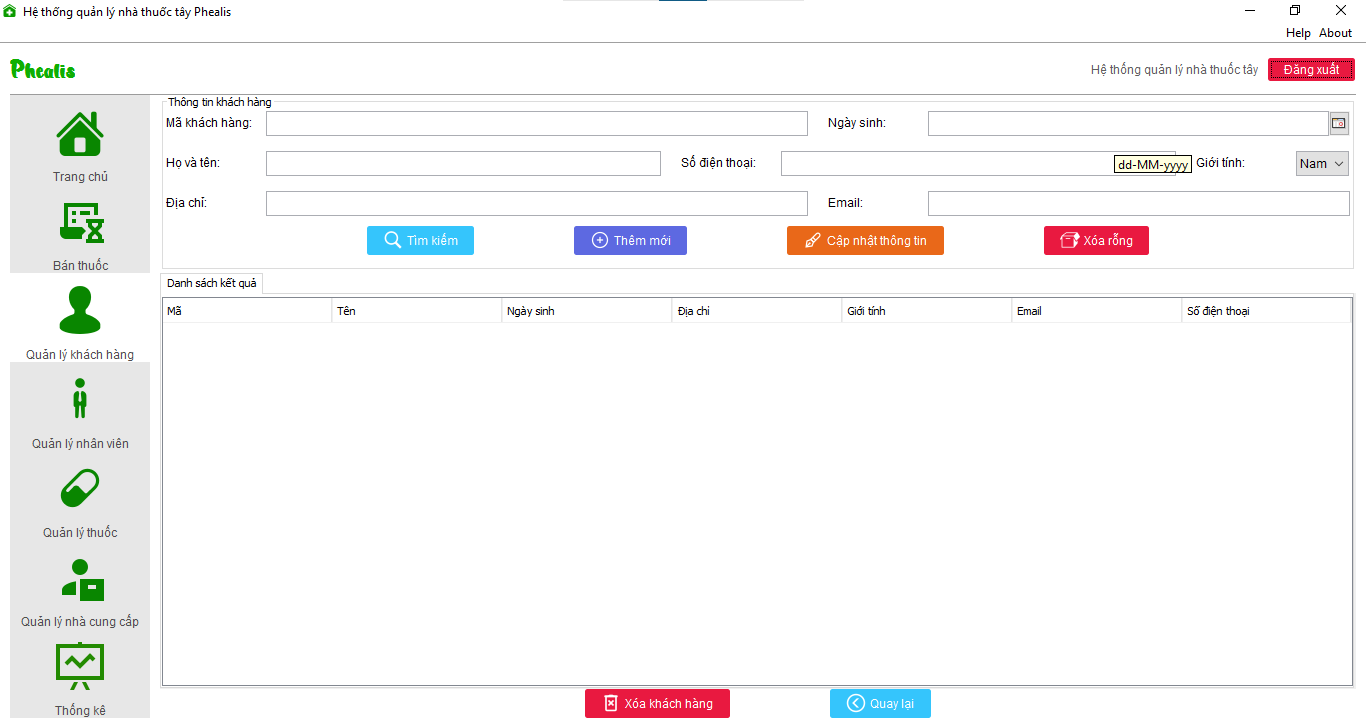 Hệ thống quản lý nhà thuốc tây Phealis
Help About
Phealis
Hệ thống quản lý nhà thuốc tây Đăng xuất
Trang chủ
Bán thuốc
Quản lý khách hàng
Quản lý nhân viên
Quản lý thuốc
Quản lý nhà cung cấp
Thống kê
Thông tin khách hàng
Mã khách hàng: Ngày sinh:
Họ và tên: Số điện thoại: dd-MM-yyyy Giới tính: Nam
Địa chỉ: Email:
Tìm kiếm Thêm mới Cập nhật thông tin Xóa rỗng
Danh sách kết quả
Mã Tên Ngày sinh Địa chỉ Giới tính Email Số điện thoại
Xóa khách hàng Quay lại